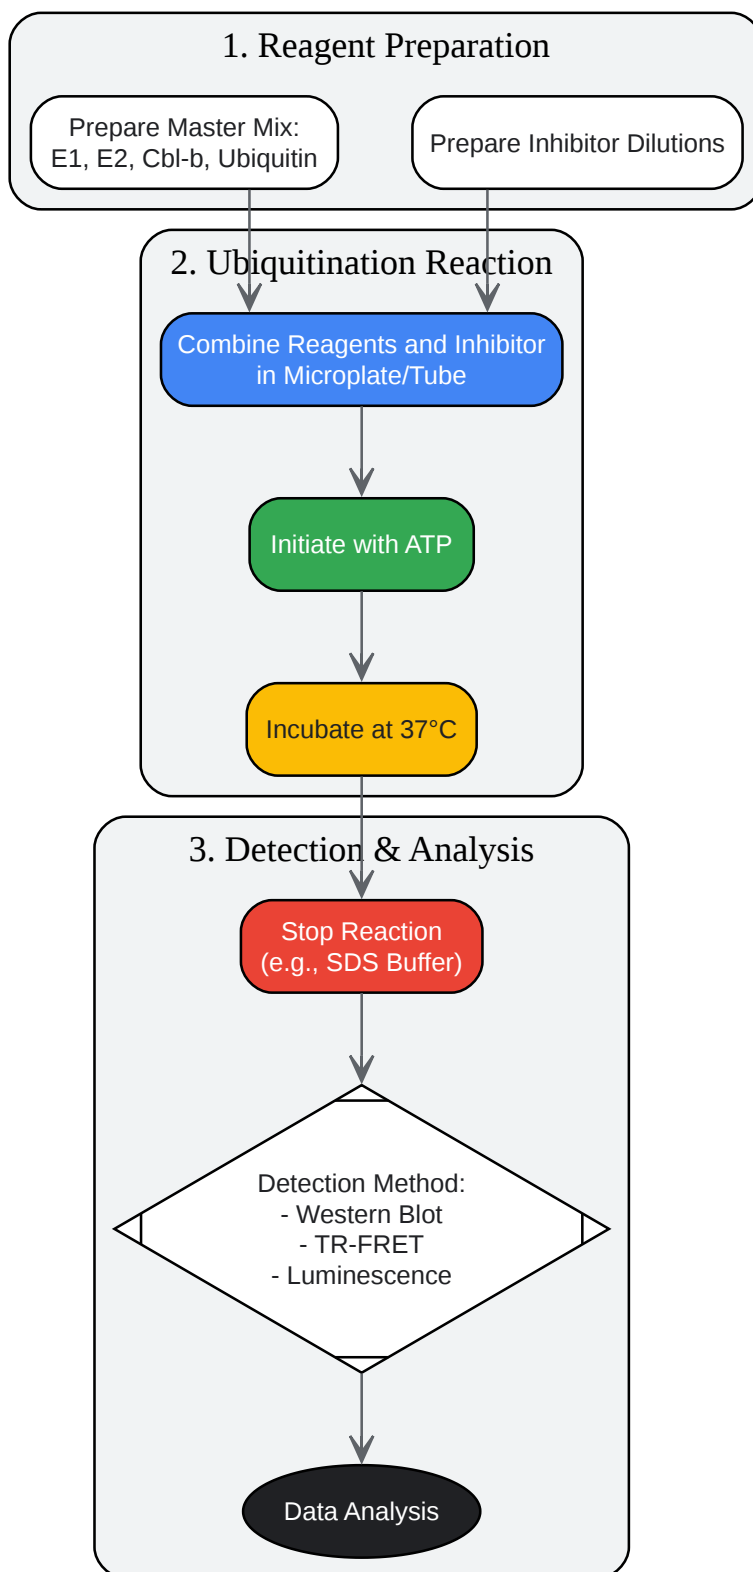 1. Reagent Preparation
Prepare Master Mix:
E1, E2, Cbl-b, Ubiquitin
Prepare Inhibitor Dilutions
2. Ubiquitination Reaction
Combine Reagents and Inhibitor
in Microplate/Tube
Initiate with ATP
Incubate at 37°C
3. Detection & Analysis
Stop Reaction
(e.g., SDS Buffer)
Detection Method:
- Western Blot
- TR-FRET
- Luminescence
Data Analysis